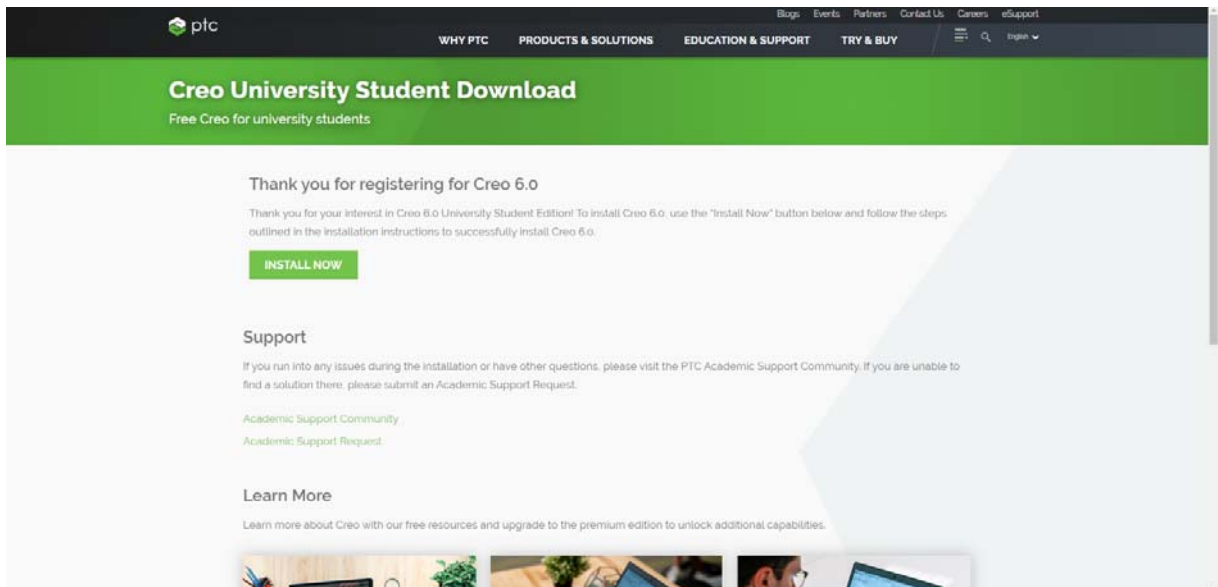 Blogs Events Partners Contact Us Careers eSupport
ptc
WHY PTC PRODUCTS & SOLUTIONS EDUCATION & SUPPORT TRY & BUY English
Creo University Student Download
Free Creo for university students
Thank you for registering for Creo 6.0
Thank you for your interest in Creo 6.0 University Student Edition! To install Creo 6.0, use the "Install Now" button below and follow the steps
outlined in the installation instructions to successfully install Creo 6.0.
INSTALL NOW
Support
If you run into any issues during the installation or have other questions, please visit the PTC Academic Support Community. If you are unable to
find a solution there, please submit an Academic Support Request.
Academic Support Community
Academic Support Request
Learn More
Learn more about Creo with our free resources and upgrade to the premium edition to unlock additional capabilities.